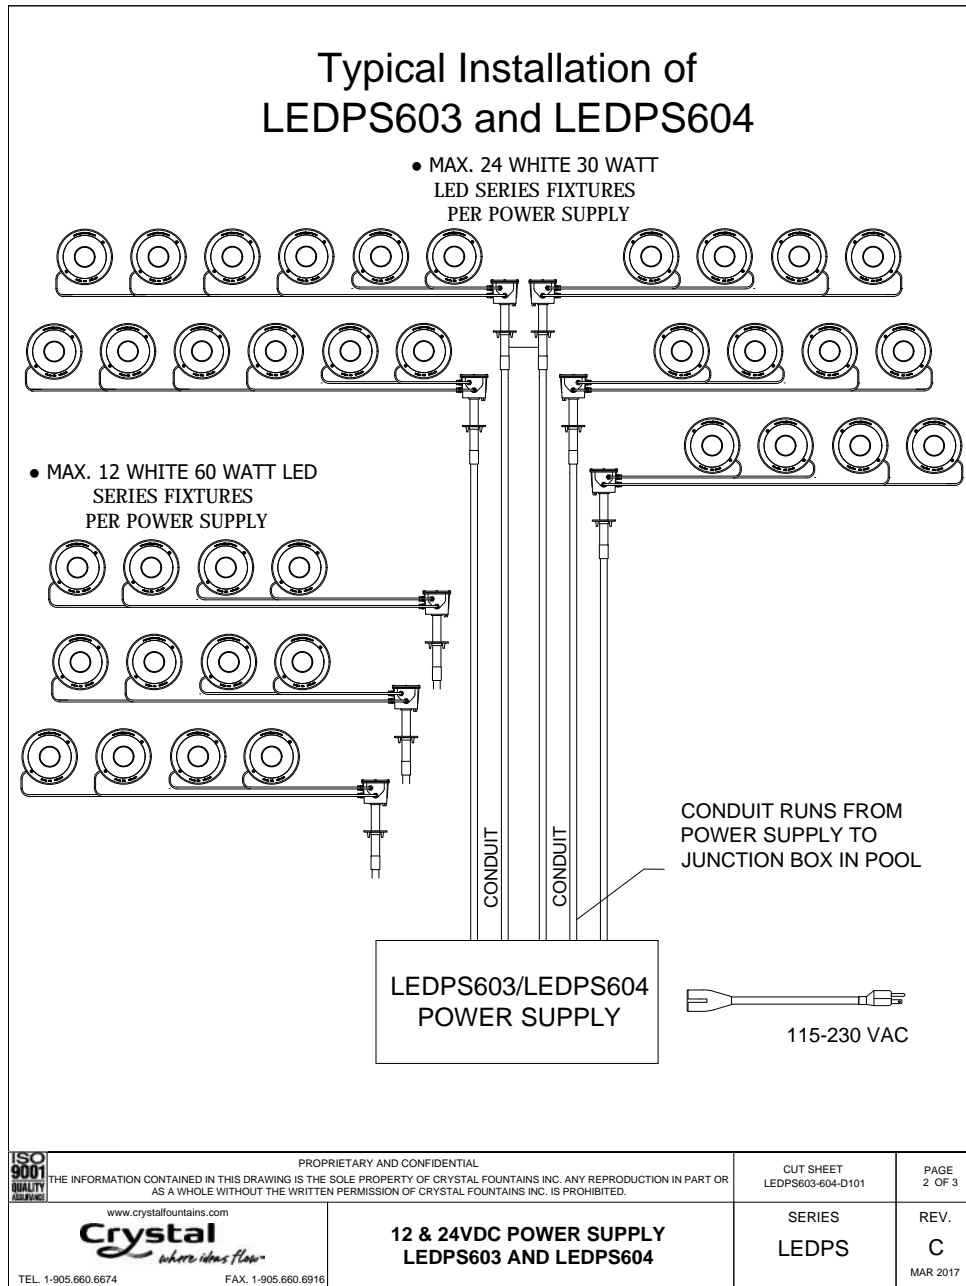 Typical Installation of
LEDPS603 and LEDPS604
● MAX. 24 WHITE 30 WATT
LED SERIES FIXTURES
PER POWER SUPPLY
● MAX. 12 WHITE 60 WATT LED
SERIES FIXTURES
PER POWER SUPPLY
CONDUIT
CONDUIT
CONDUIT RUNS FROM
POWER SUPPLY TO
JUNCTION BOX IN POOL
LEDPS603/LEDPS604
POWER SUPPLY
115-230 VAC
ISO
9001
QUALITY
ASSURANCE
PROPRIETARY AND CONFIDENTIAL
THE INFORMATION CONTAINED IN THIS DRAWING IS THE SOLE PROPERTY OF CRYSTAL FOUNTAINS INC. ANY REPRODUCTION IN PART OR
AS A WHOLE WITHOUT THE WRITTEN PERMISSION OF CRYSTAL FOUNTAINS INC. IS PROHIBITED.
CUT SHEET
LEDPS603-604-D101
PAGE
2 OF 3
www.crystalfountains.com
Crystal
where ideas flow™
TEL. 1-905.660.6674 FAX. 1-905.660.6916
12 & 24VDC POWER SUPPLY
LEDPS603 AND LEDPS604
SERIES
LEDPS
REV.
C
MAR 2017